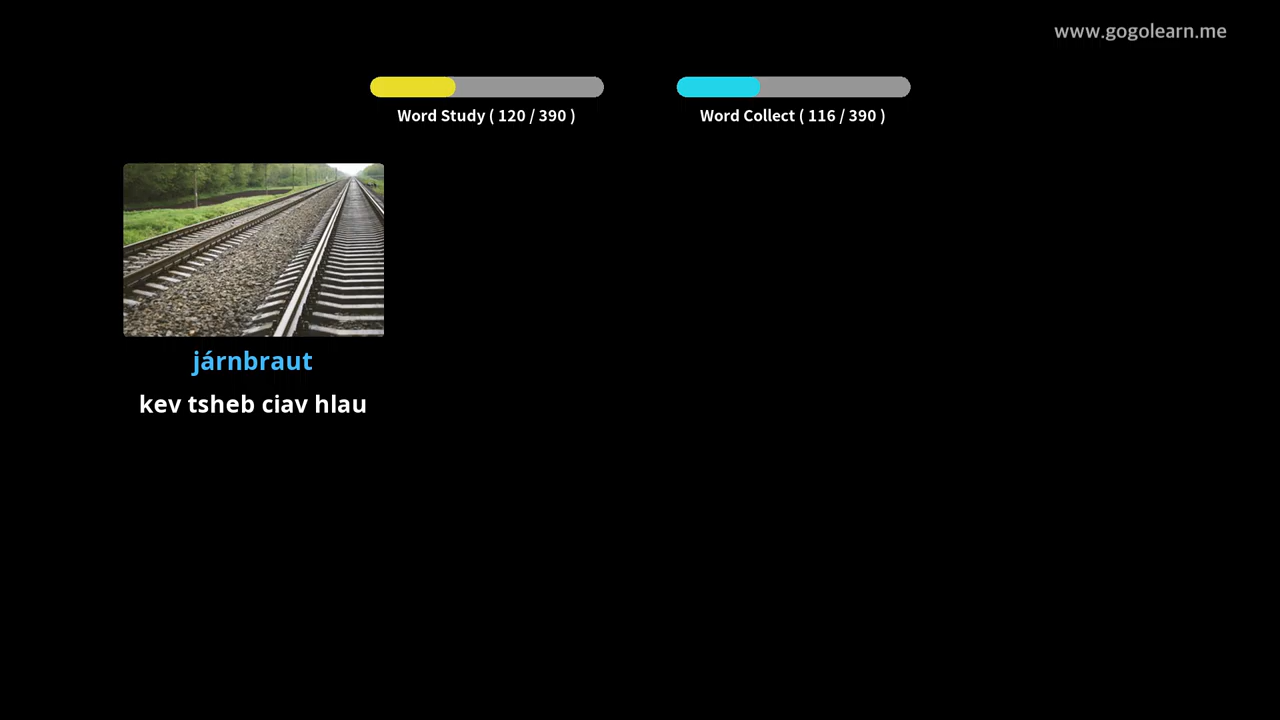 www.gogolearn.me
Word Study ( 120 / 390 )
Word Collect ( 116 / 390 )
járnbraut
kev tsheb ciav hlau